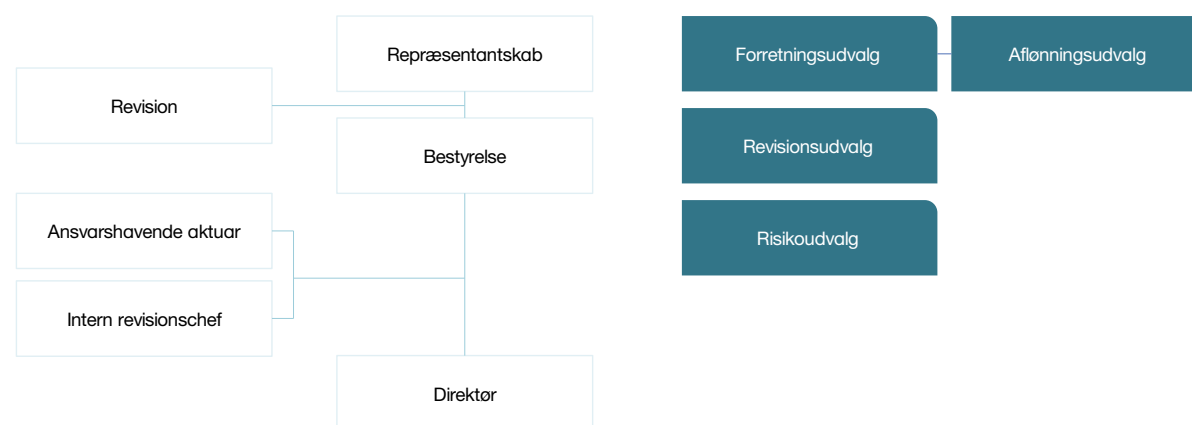 Repræsentantskab
Revision
Bestyrelse
Ansvarshavende aktuar
Intern revisionschef
Direktør
Forretningsudvalg
Aflønningsudvalg
Revisionsudvalg
Risikoudvalg